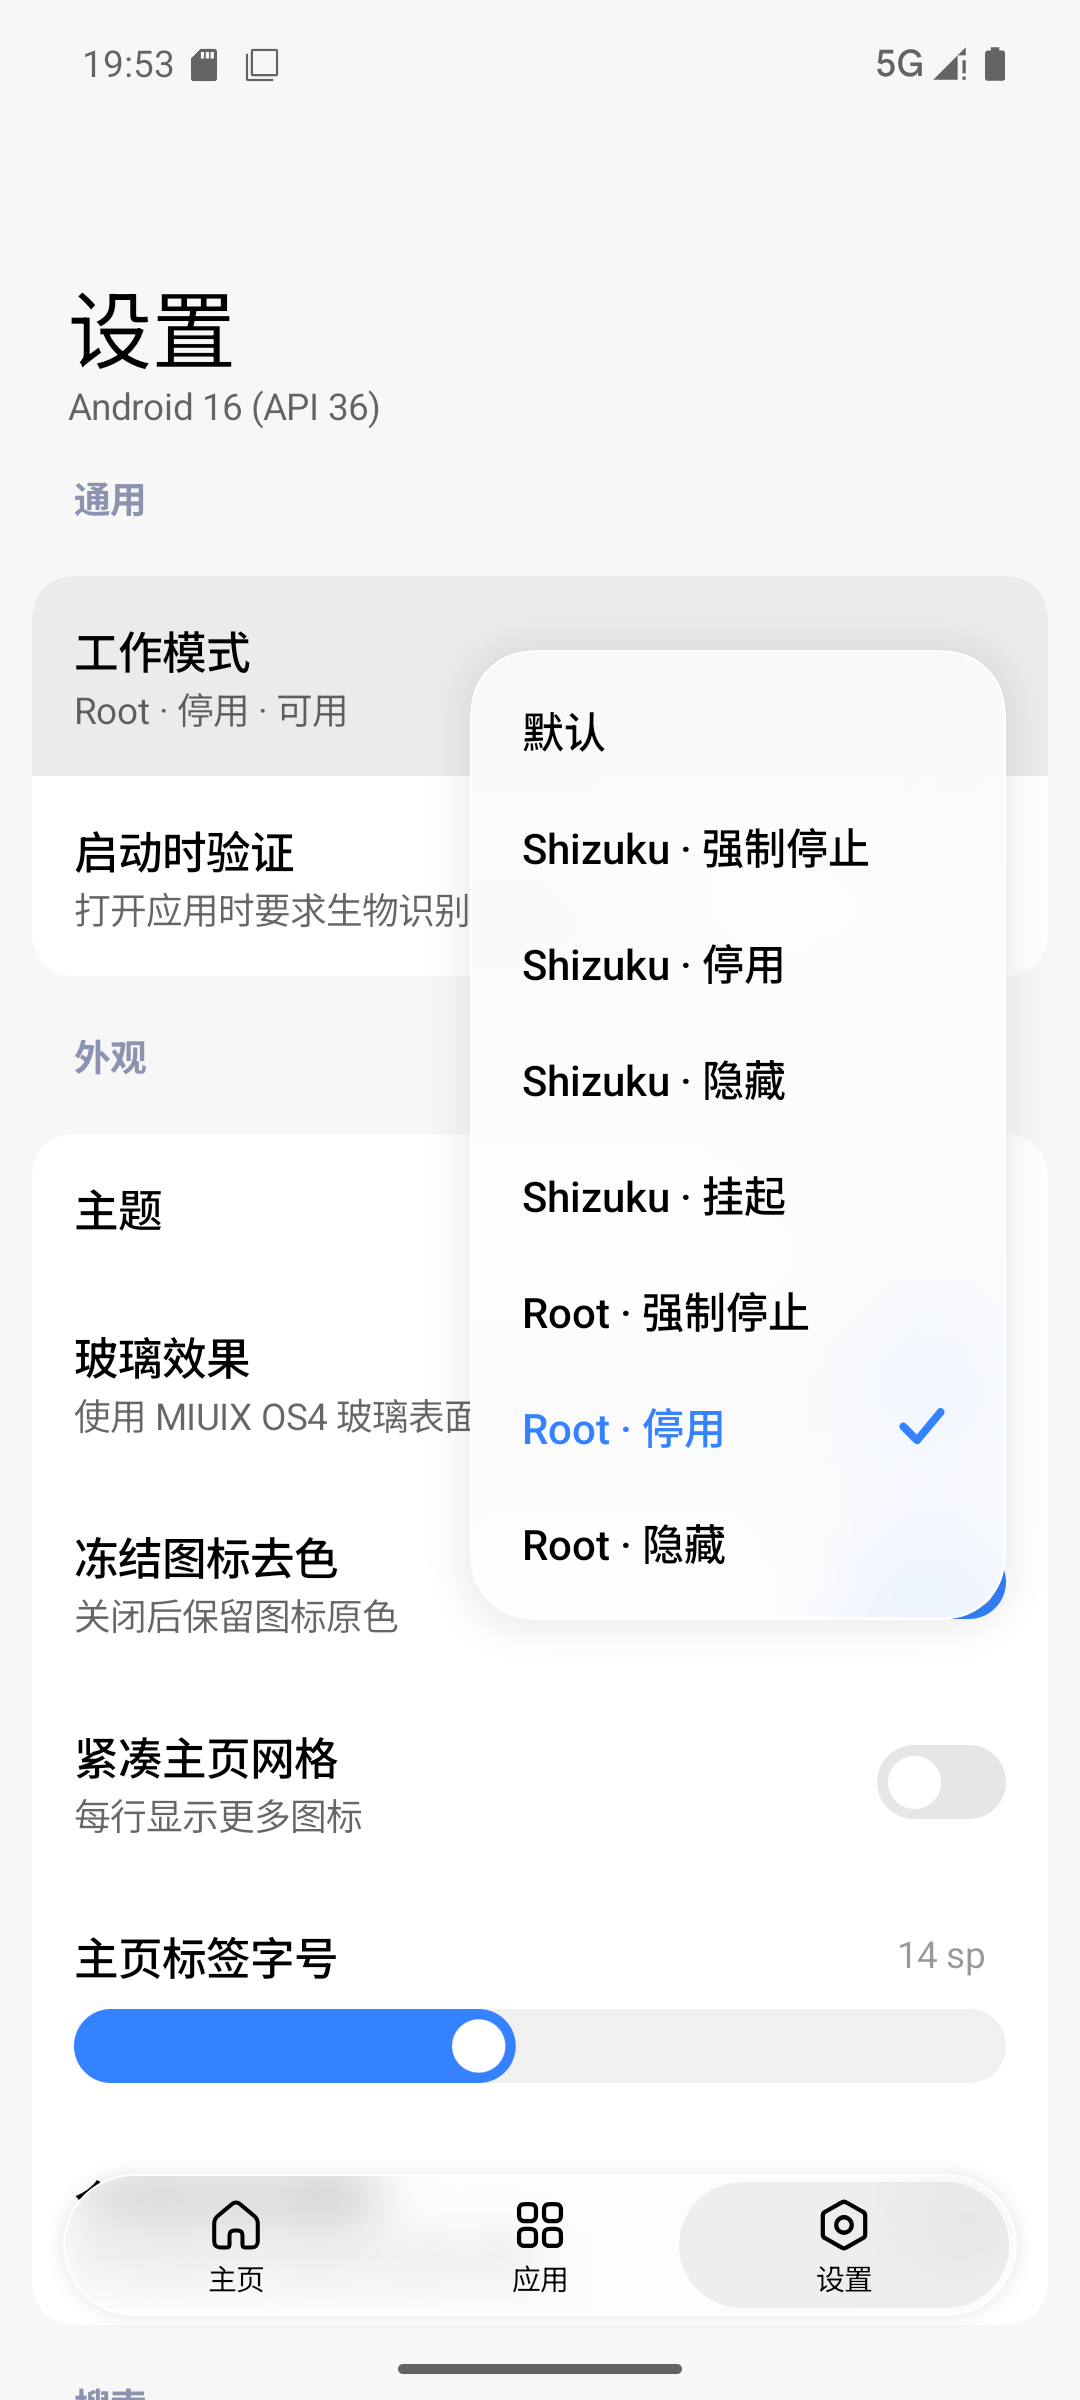 19:53
5G
设置
Android 16 (API 36)
通用
工作模式
Root · 停用 · 可用
启动时验证
打开应用时要求生物识别
外观
主题
玻璃效果
使用 MIUIX OS4 玻璃表面
冻结图标去色
关闭后保留图标原色
默认
Shizuku · 强制停止
Shizuku · 停用
Shizuku · 隐藏
Shizuku · 挂起
Root · 强制停止
Root · 停用
Root · 隐藏
紧凑主页网格
每行显示更多图标
主页标签字号
14 sp
主页
应用
设置
搜索